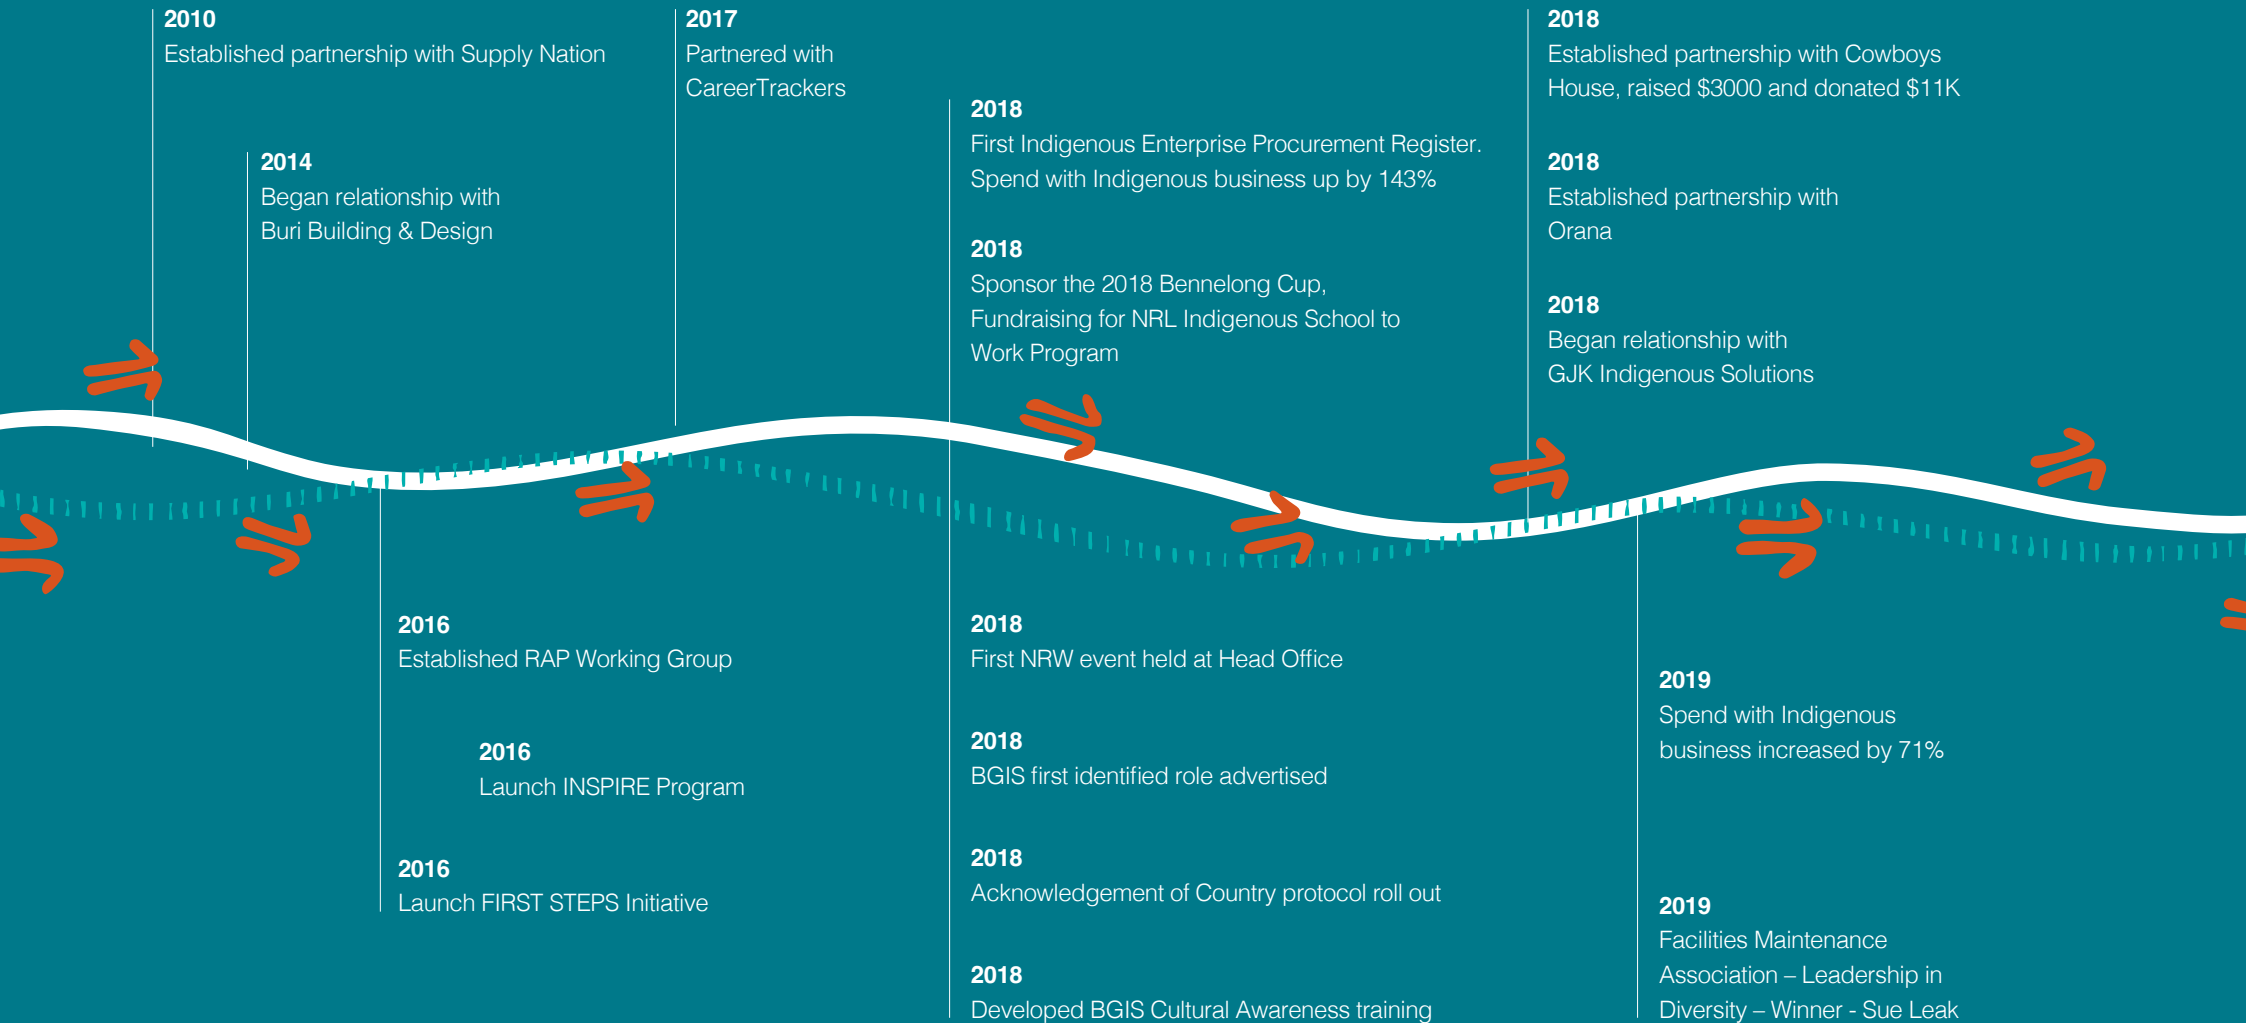 2010
Established partnership with Supply Nation
2014
Began relationship with
Buri Building & Design
2016
Established RAP Working Group
2016
Launch INSPIRE Program
2016
Launch FIRST STEPS Initiative
2017
Partnered with
CareerTrackers
2018
First Indigenous Enterprise Procurement Register.
Spend with Indigenous business up by 143%
2018
Sponsor the 2018 Bennelong Cup,
Fundraising for NRL Indigenous School to
Work Program
2018
First NRW event held at Head Office
2018
BGIS first identified role advertised
2018
Acknowledgement of Country protocol roll out
2018
Developed BGIS Cultural Awareness training
2018
Established partnership with Cowboys
House, raised $3000 and donated $11K
2018
Established partnership with
Orana
2018
Began relationship with
GJK Indigenous Solutions
2019
Spend with Indigenous
business increased by 71%
2019
Facilities Maintenance
Association – Leadership in
Diversity – Winner - Sue Leak